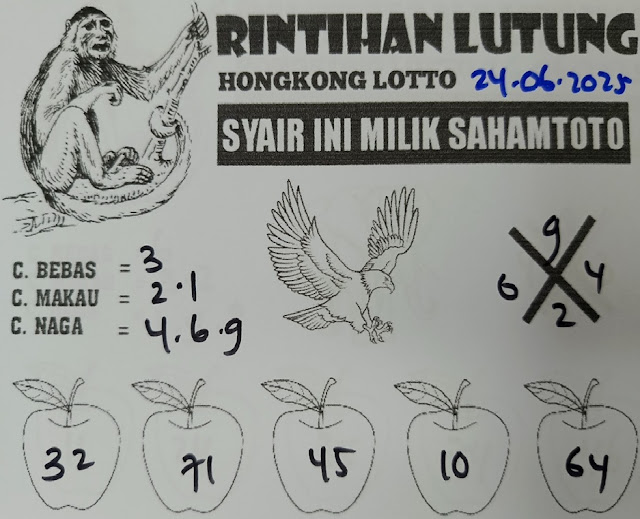 RINTIHAN LUTUNG
HONGKONG LOTTO 24.06.2025
SYAIR INI MILIK SAHAMTOTO
C. BEBAS = 3
C. MAKAU = 2.1
C. NAGA = 4.6.9
9
6 4
2
32 71 45 10 64